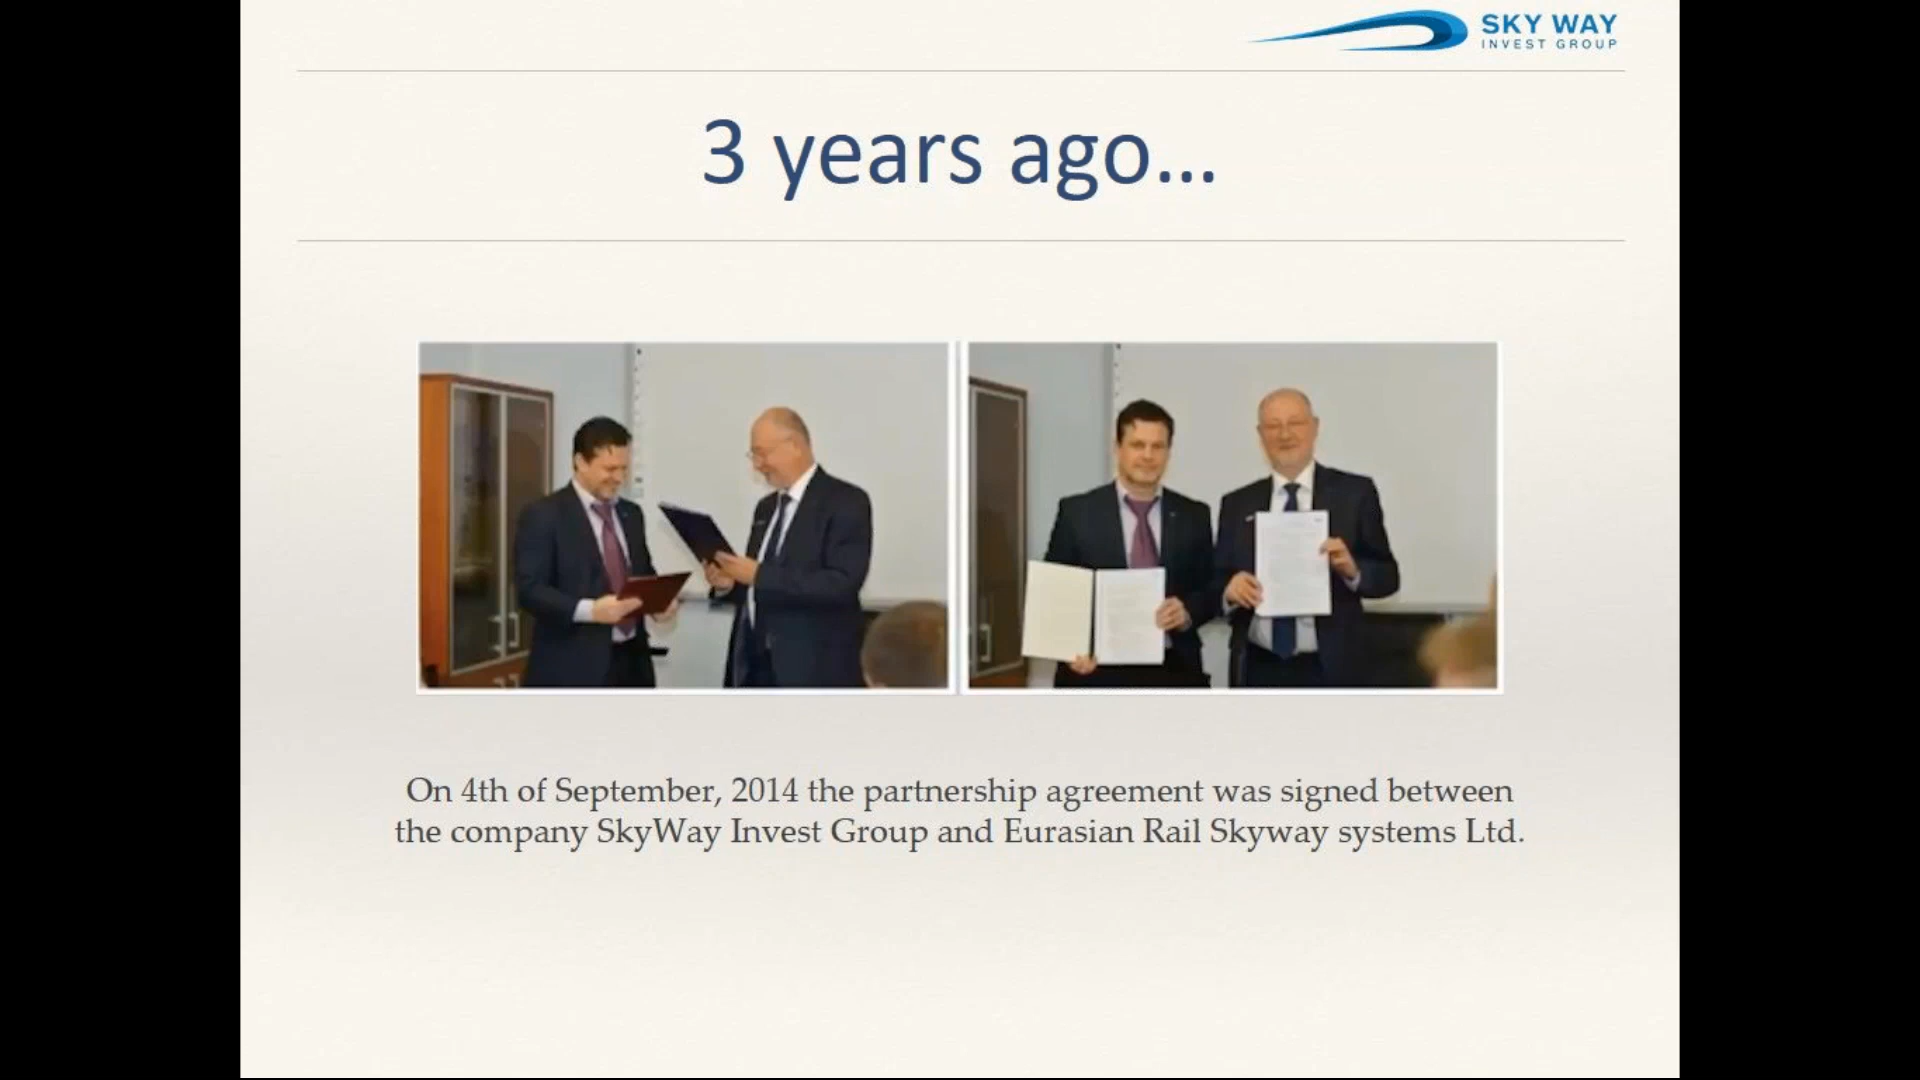 SKY WAY
INVEST GROUP
3 years ago...
On 4th of September, 2014 the partnership agreement was signed between
the company SkyWay Invest Group and Eurasian Rail Skyway systems Ltd.